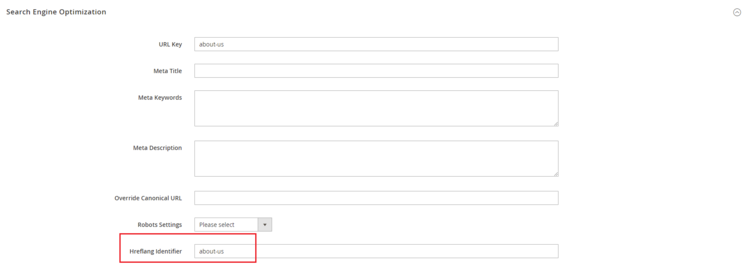 Search Engine Optimization
URL Key about-us
Meta Title
Meta Keywords
Meta Description
Override Canonical URL
Robots Settings Please select
Hreflang Identifier about-us